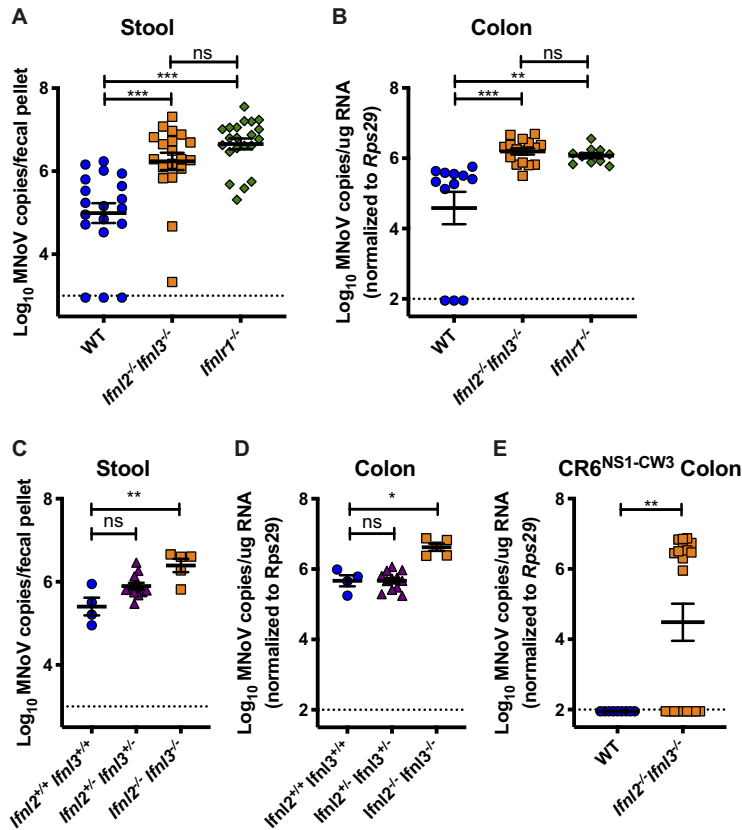 A
Stool
Log10 MNoV copies/fecal pellet
8
6
4
***
***
ns
WT
Ifnl2-/- Ifnl3-/-
Ifnlr1-/-
B
Colon
Log10 MNoV copies/ug RNA
(normalized to Rps29)
8
6
4
2
***
**
ns
WT
Ifnl2-/- Ifnl3-/-
Ifnlr1-/-
C
Stool
Log10 MNoV copies/fecal pellet
8
6
4
**
ns
Ifnl2+/+ Ifnl3+/+
Ifnl2+/- Ifnl3+/-
Ifnl2-/- Ifnl3-/-
D
Colon
Log10 MNoV copies/ug RNA
(normalized to Rps29)
8
6
4
2
*
ns
Ifnl2+/+ Ifnl3+/+
Ifnl2+/- Ifnl3+/-
Ifnl2-/- Ifnl3-/-
E
CR6NS1-CW3 Colon
Log10 MNoV copies/ug RNA
(normalized to Rps29)
8
6
4
2
**
WT
Ifnl2-/- Ifnl3-/-